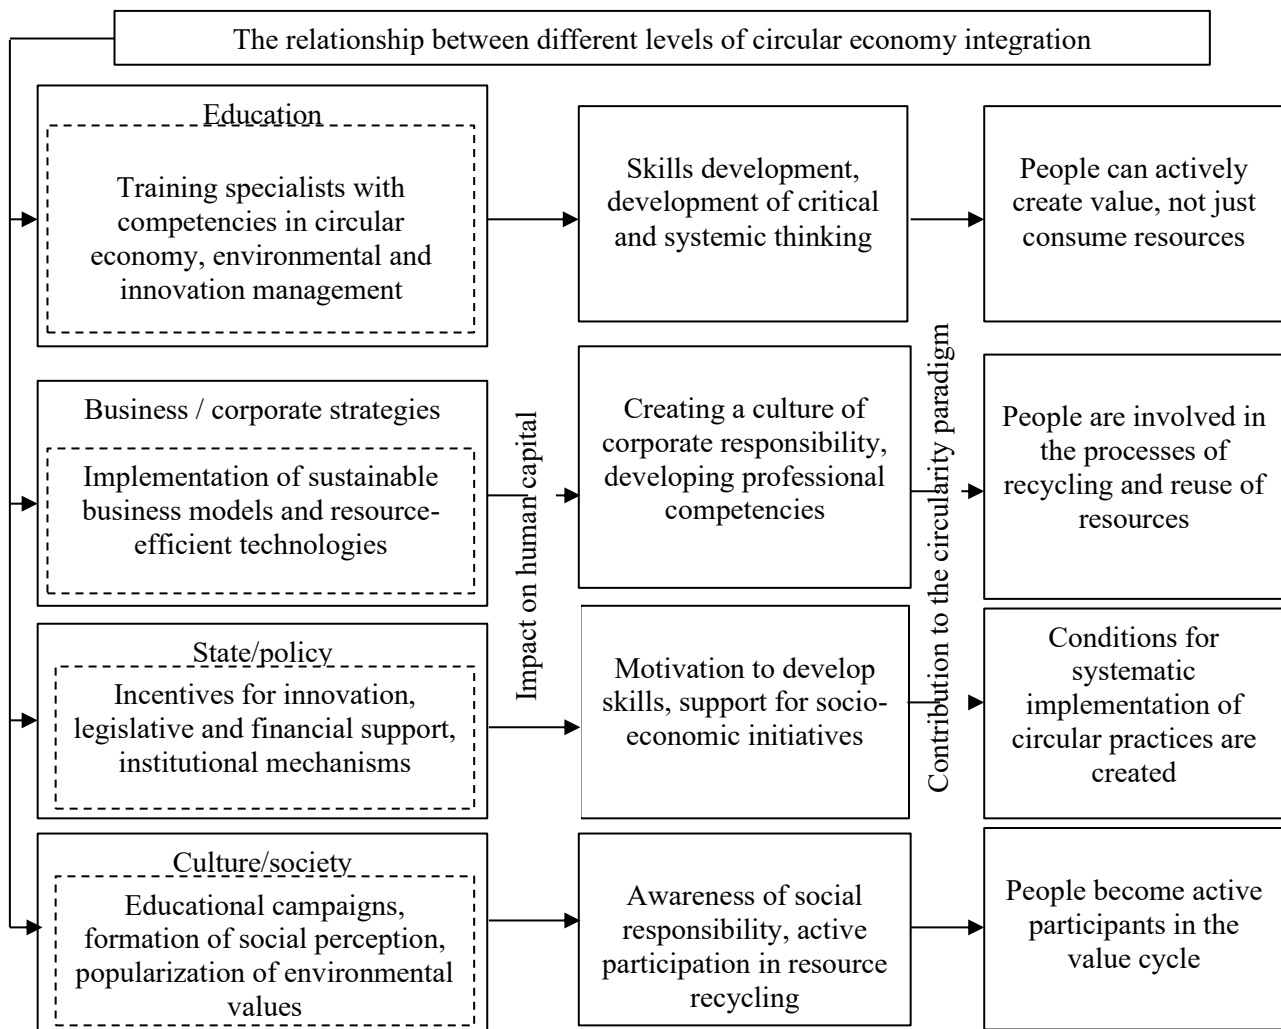 The relationship between different levels of circular economy integration
Education
Training specialists with
competencies in circular
economy, environmental and
innovation management
Skills development,
development of critical
and systemic thinking
People can actively
create value, not just
consume resources
Business / corporate strategies
Implementation of sustainable
business models and resource-
efficient technologies
Impact on human capital
Creating a culture of
corporate responsibility,
developing professional
competencies
Contribution to the circularity paradigm
People are involved in
the processes of
recycling and reuse of
resources
State/policy
Incentives for innovation,
legislative and financial support,
institutional mechanisms
Motivation to develop
skills, support for socio-
economic initiatives
Conditions for
systematic
implementation of
circular practices are
created
Culture/society
Educational campaigns,
formation of social perception,
popularization of environmental
values
Awareness of social
responsibility, active
participation in resource
recycling
People become active
participants in the
value cycle